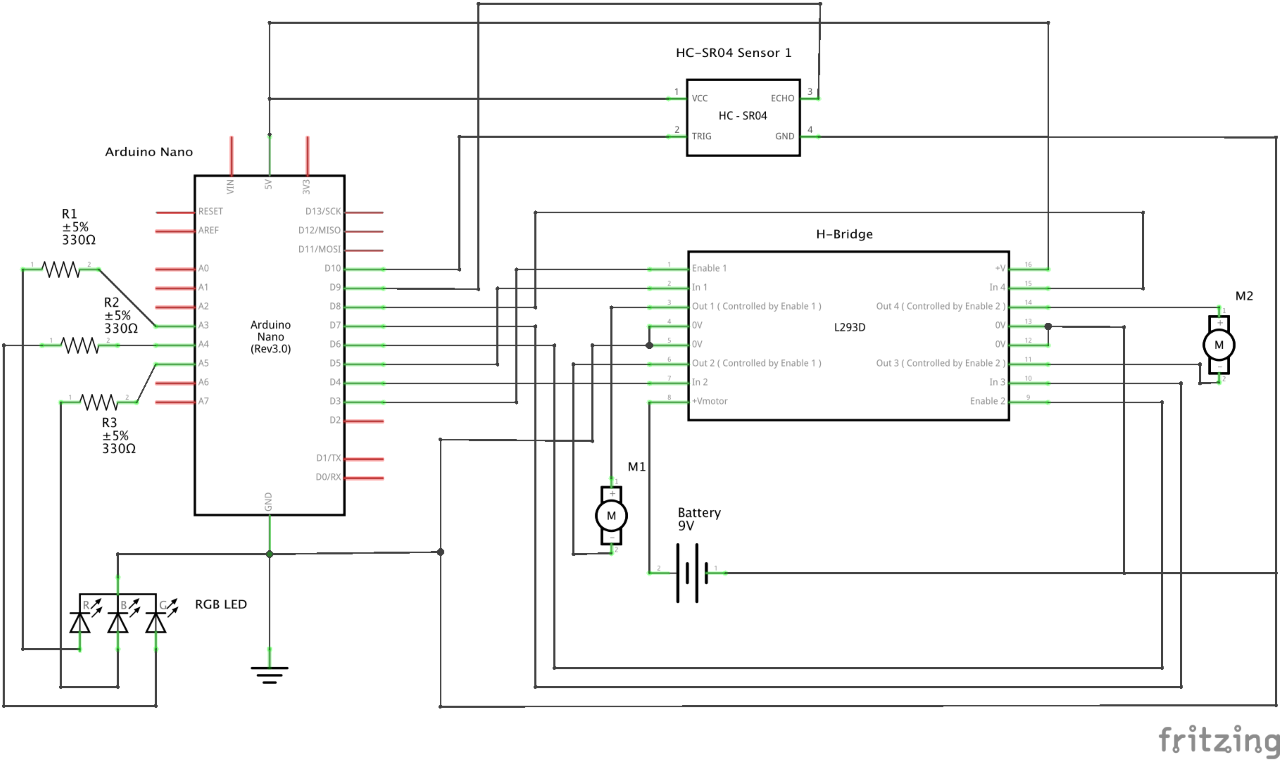 HC-SR04 Sensor 1
1 VCC ECHO 3
HC - SR04
2 TRIG GND 4
Arduino Nano
VIN 5V 3V3
R1
±5%
330Ω
1 2
R2
±5%
330Ω
1 2
R3
±5%
330Ω
1 2
RESET D13/SCK
AREF D12/MISO
D11/MOSI
A0 D10
A1 D9
A2 D8
A3 D7
A4 D6
A5 D5
A6 D4
A7 D3
D2
D1/TX
D0/RX
Arduino
Nano
(Rev3.0)
GND
H-Bridge
1 Enable 1 +V 16
2 In 1 In 4 15
3 Out 1 ( Controlled by Enable 1 ) Out 4 ( Controlled by Enable 2 ) 14
4 0V 0V 13
L293D
5 0V 0V 12
6 Out 2 ( Controlled by Enable 1 ) Out 3 ( Controlled by Enable 2 ) 11
7 In 2 In 3 10
8 +Vmotor Enable 2 9
M2
1
+
M
-
2
M1
1
+
M
-
2
Battery
9V
2 1
R B G
RGB LED
fritzing